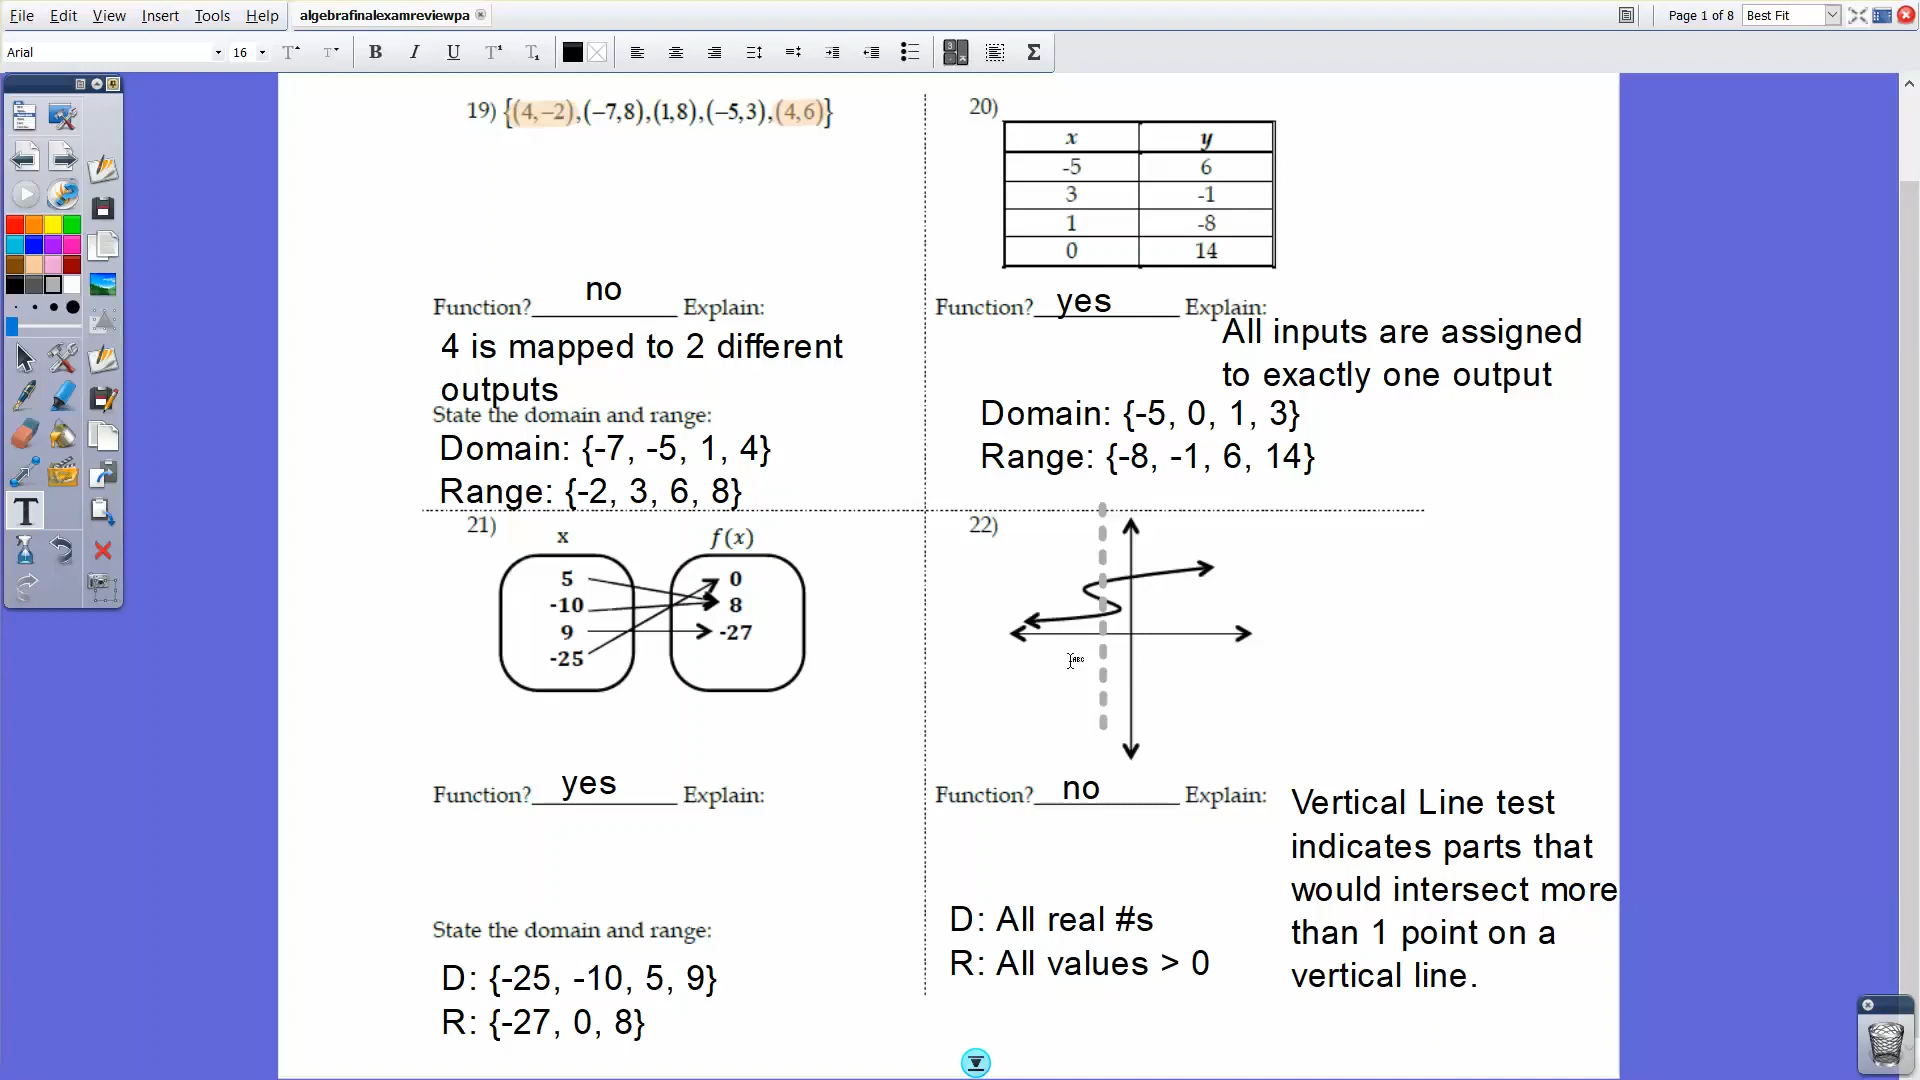 File Edit View Insert Tools Help
algebrafinalexamreviewpa
Page 1 of 8
Best Fit
Arial
16
B I U
19) {(4,−2),(−7,8),(1,8),(−5,3),(4,6)}
Function? no Explain:
4 is mapped to 2 different
outputs
State the domain and range:
Domain: {-7, -5, 1, 4}
Range: {-2, 3, 6, 8}
20)
x y
-5 6
3 -1
1 -8
0 14
Function? yes Explain:
All inputs are assigned
to exactly one output
Domain: {-5, 0, 1, 3}
Range: {-8, -1, 6, 14}
21)
x f(x)
5 0
-10 8
9 -27
-25
Function? yes Explain:
State the domain and range:
D: {-25, -10, 5, 9}
R: {-27, 0, 8}
22)
ABC
Function? no Explain:
Vertical Line test
indicates parts that
would intersect more
than 1 point on a
vertical line.
D: All real #s
R: All values > 0